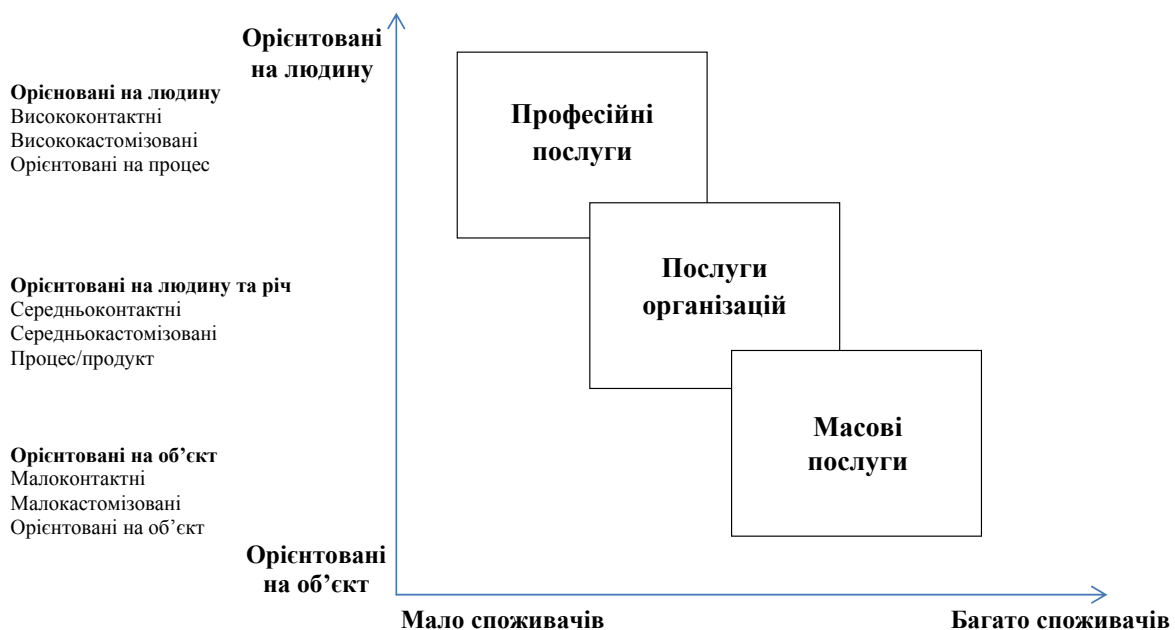 Орієнтовані
на людину
Орієновані на людину
Висококонтактні
Висококастомізовані
Орієнтовані на процес
Професійні
послуги
Орієнтовані на людину та річ
Середньоконтактні
Середньокастомізовані
Процес/продукт
Послуги
організацій
Орієнтовані на об’єкт
Малоконтактні
Малокастомізовані
Орієнтовані на об’єкт
Масові
послуги
Орієнтовані
на об’єкт
Мало споживачів
Багато споживачів